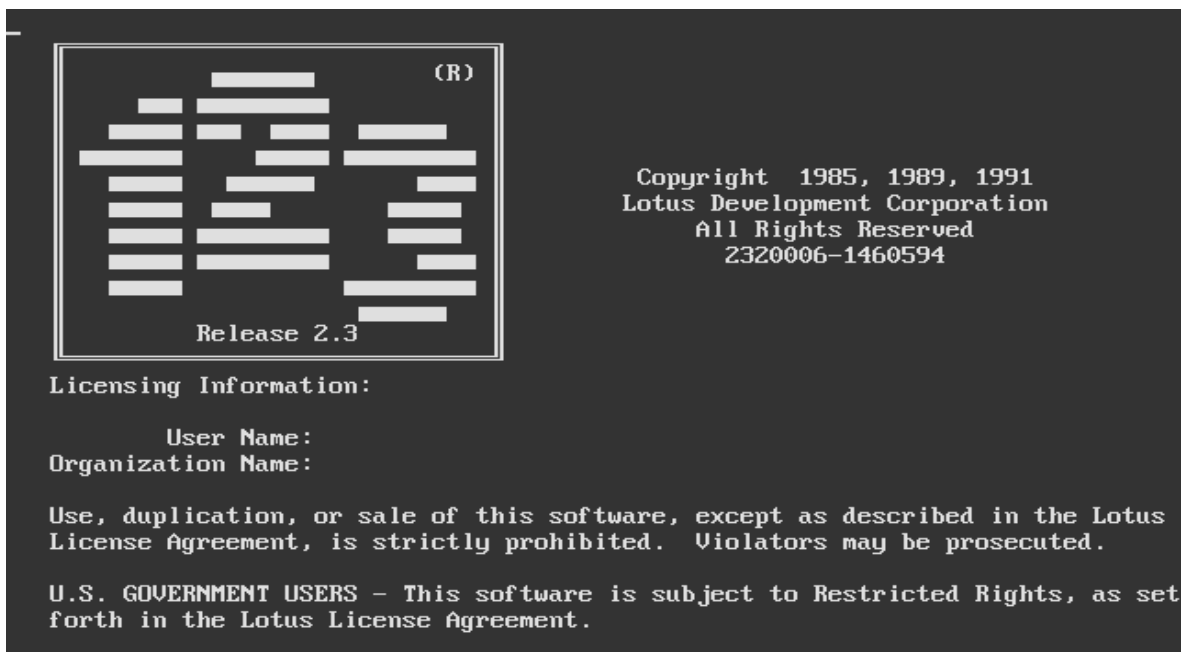 123
(R)
Release 2.3
Copyright 1985, 1989, 1991
Lotus Development Corporation
All Rights Reserved
2320006-1460594
Licensing Information:
User Name:
Organization Name:
Use, duplication, or sale of this software, except as described in the Lotus
License Agreement, is strictly prohibited. Violators may be prosecuted.
U.S. GOVERNMENT USERS – This software is subject to Restricted Rights, as set
forth in the Lotus License Agreement.